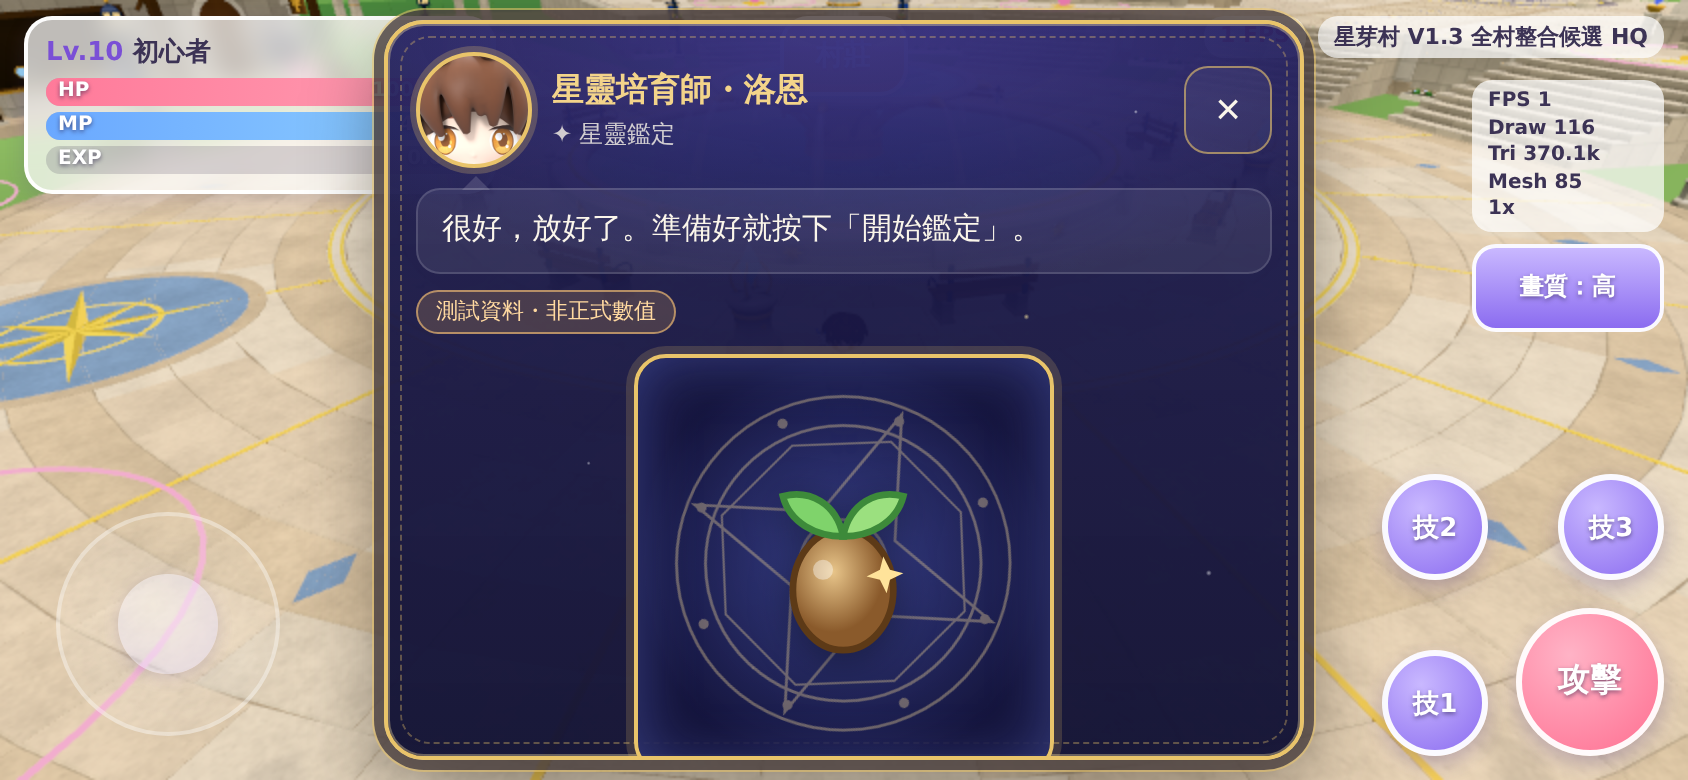 Lv.10 初心者
HP
MP
EXP
星靈培育師・洛恩
✦ 星靈鑑定
×
很好，放好了。準備好就按下「開始鑑定」。
測試資料・非正式數值
星芽村 V1.3 全村整合候選 HQ
FPS 1
Draw 116
Tri 370.1k
Mesh 85
1x
畫質：高
技2
技3
技1
攻擊